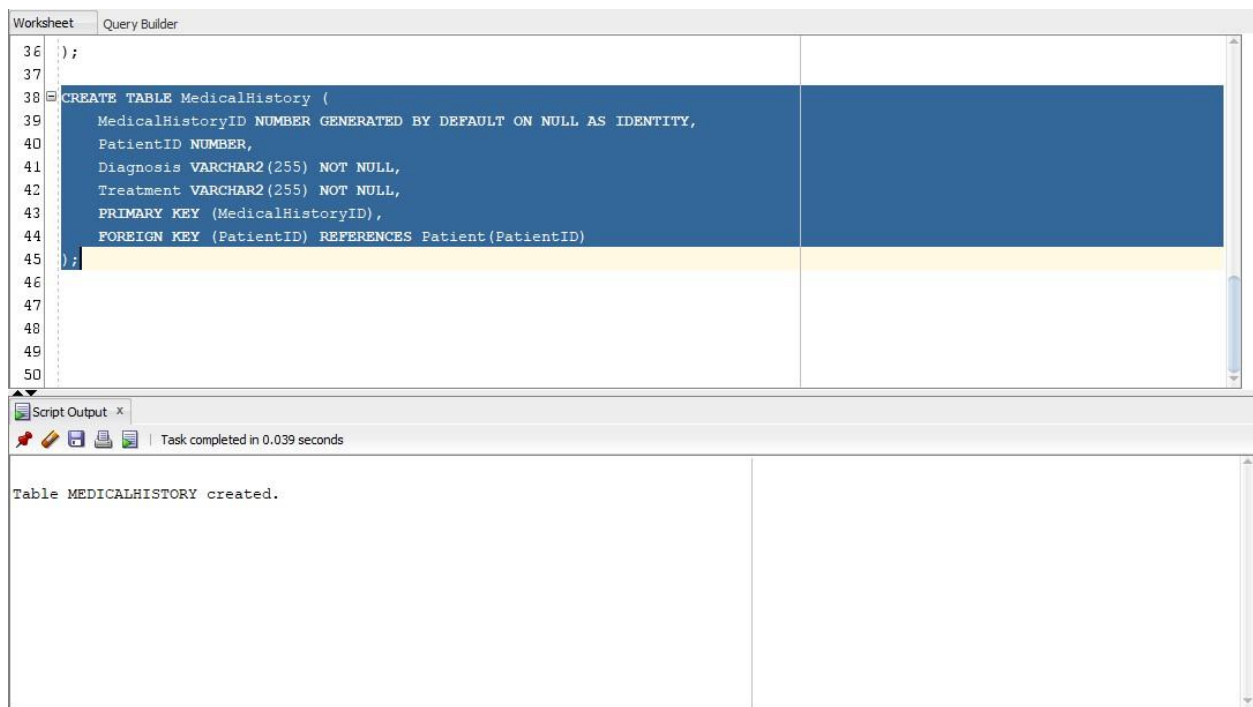 Worksheet Query Builder
36 );
37
38 CREATE TABLE MedicalHistory (
39 MedicalHistoryID NUMBER GENERATED BY DEFAULT ON NULL AS IDENTITY,
40 PatientID NUMBER,
41 Diagnosis VARCHAR2(255) NOT NULL,
42 Treatment VARCHAR2(255) NOT NULL,
43 PRIMARY KEY (MedicalHistoryID),
44 FOREIGN KEY (PatientID) REFERENCES Patient(PatientID)
45 );
46
47
48
49
50
Script Output x
Task completed in 0.039 seconds
Table MEDICALHISTORY created.